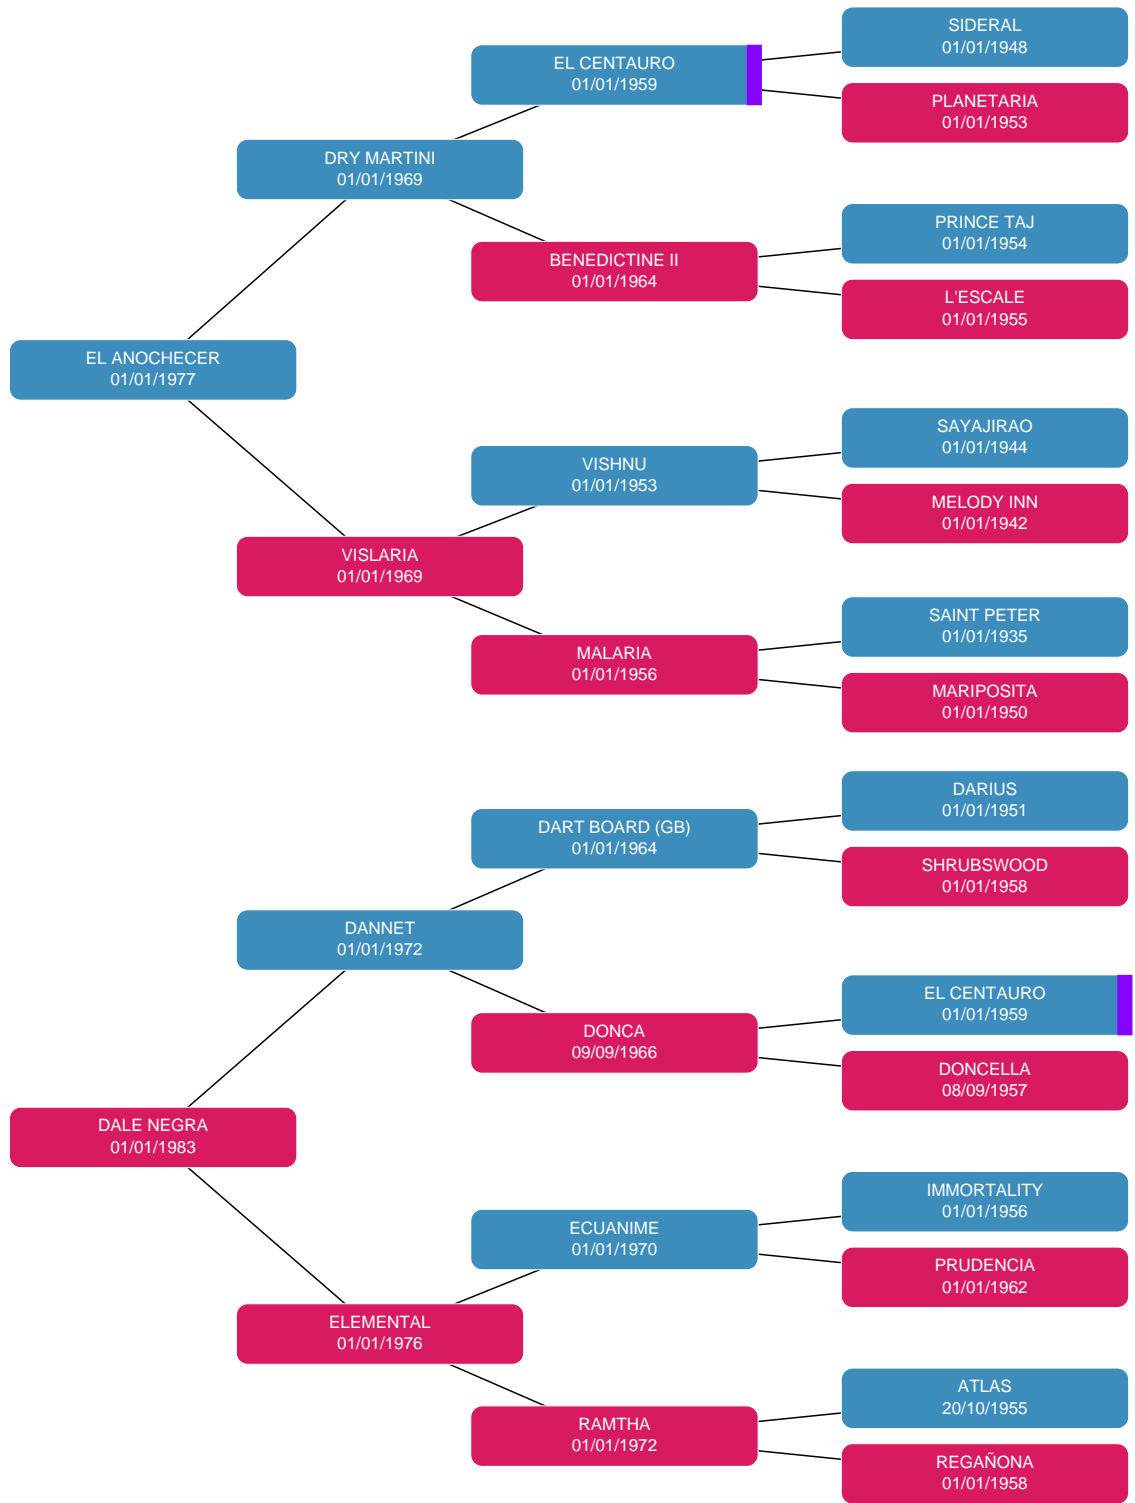 SIDERAL
01/01/1948
EL CENTAURO
01/01/1959
PLANETARIA
01/01/1953
DRY MARTINI
01/01/1969
PRINCE TAJ
01/01/1954
BENEDICTINE II
01/01/1964
L'ESCALE
01/01/1955
EL ANOCHECER
01/01/1977
SAYAJIRAO
01/01/1944
VISHNU
01/01/1953
MELODY INN
01/01/1942
VISLARIA
01/01/1969
SAINT PETER
01/01/1935
MALARIA
01/01/1956
MARIPOSITA
01/01/1950
DARIUS
01/01/1951
DART BOARD (GB)
01/01/1964
SHRUBSWOOD
01/01/1958
DANNET
01/01/1972
EL CENTAURO
01/01/1959
DONCA
09/09/1966
DONCELLA
08/09/1957
DALE NEGRA
01/01/1983
IMMORTALITY
01/01/1956
ECUANIME
01/01/1970
PRUDENCIA
01/01/1962
ELEMENTAL
01/01/1976
ATLAS
20/10/1955
RAMTHA
01/01/1972
REGAÑONA
01/01/1958